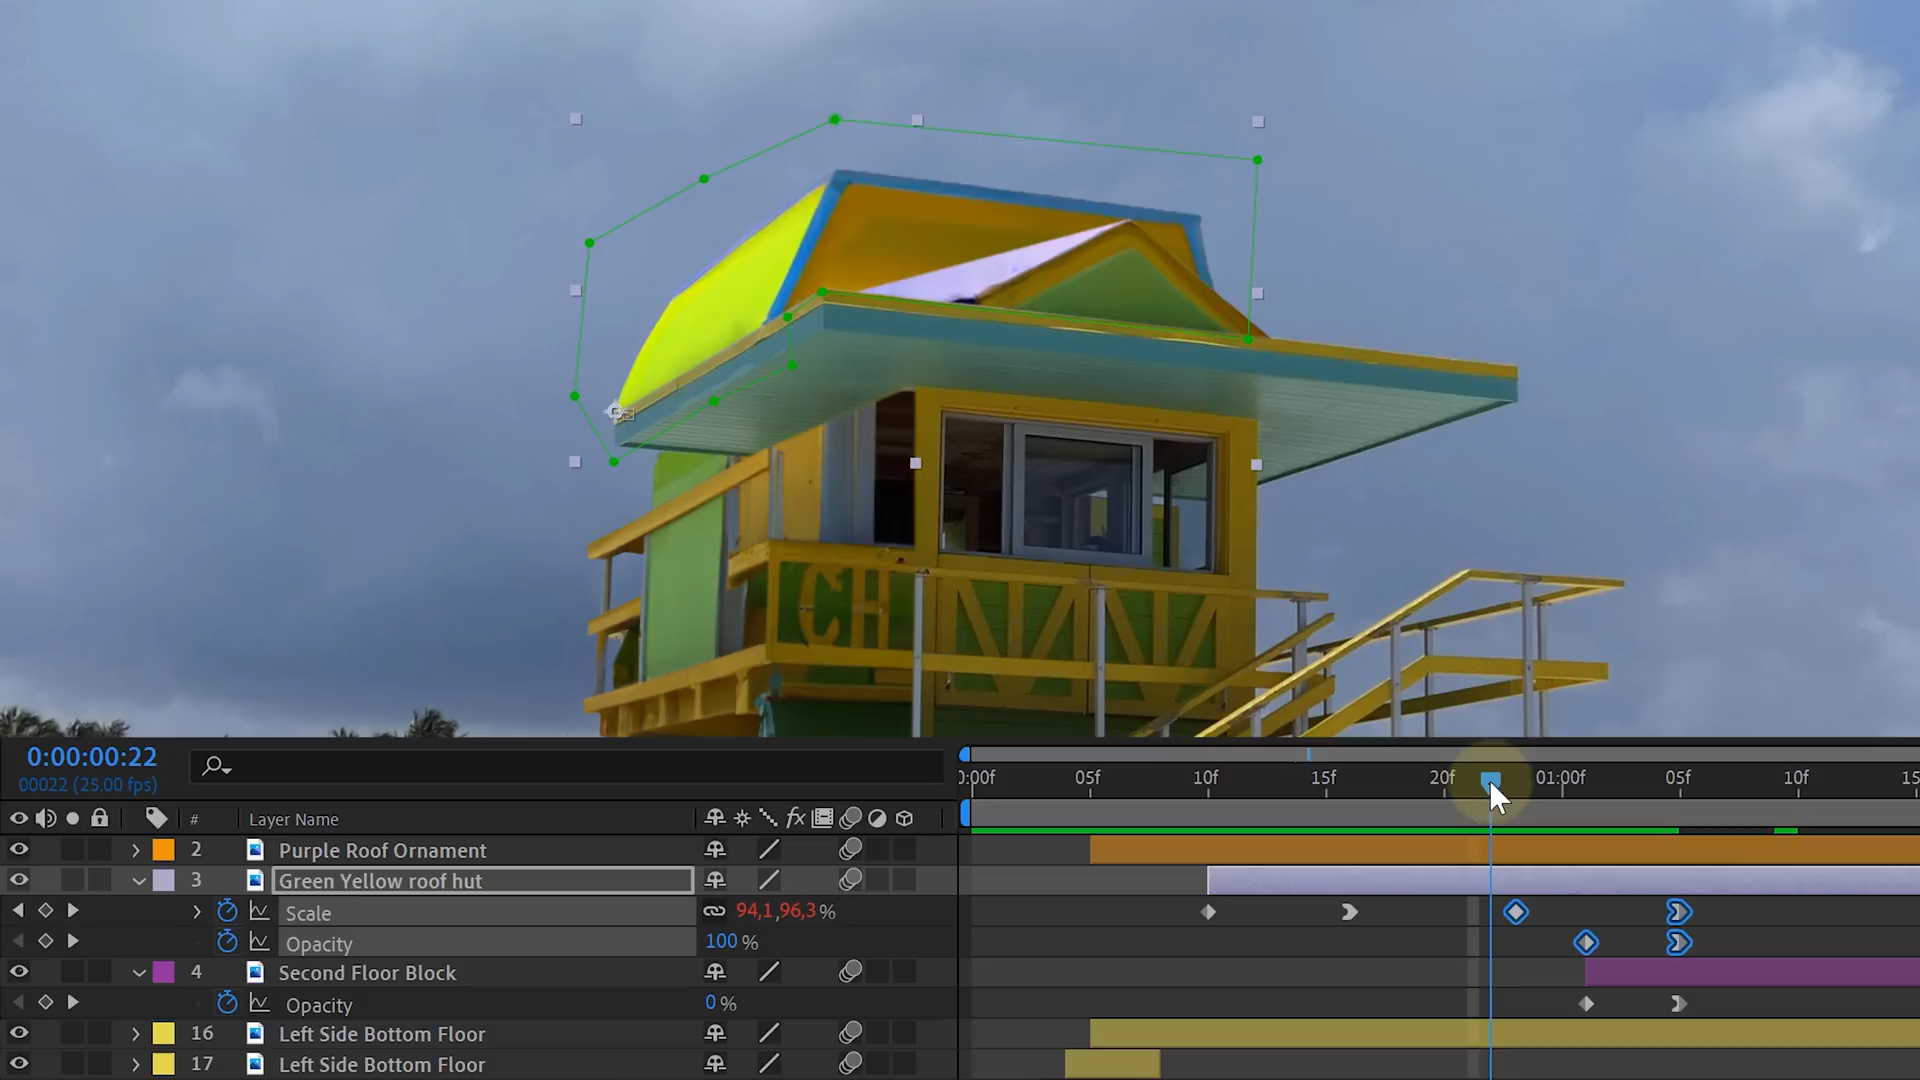 CH
0:00:00:22
00022 (25.00 fps)
0:00f 05f 10f 15f 20f 01:00f 05f 10f 15
# Layer Name fx
2 Purple Roof Ornament
3 Green Yellow roof hut
Scale 94,1,96,3 %
Opacity 100 %
4 Second Floor Block
Opacity 0 %
16 Left Side Bottom Floor
17 Left Side Bottom Floor